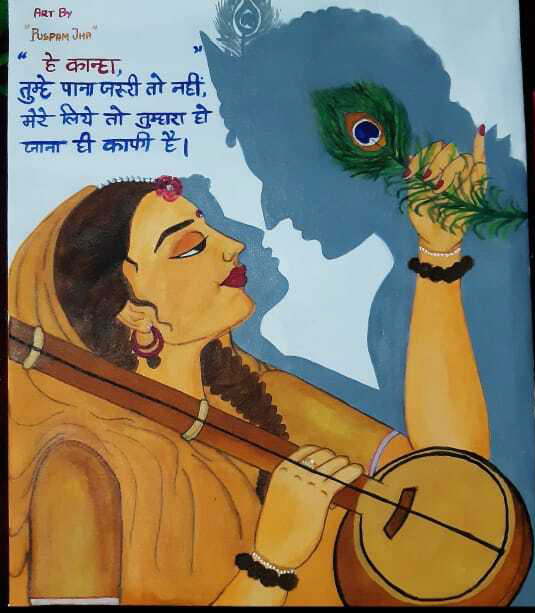 ART BY
"PUSPAM JHA"
“ हे कान्हा, ”
तुम्हे पाना जरूरी तो नहीं,
मेरे लिये तो तुम्हारा हो
जाना ही काफी है।